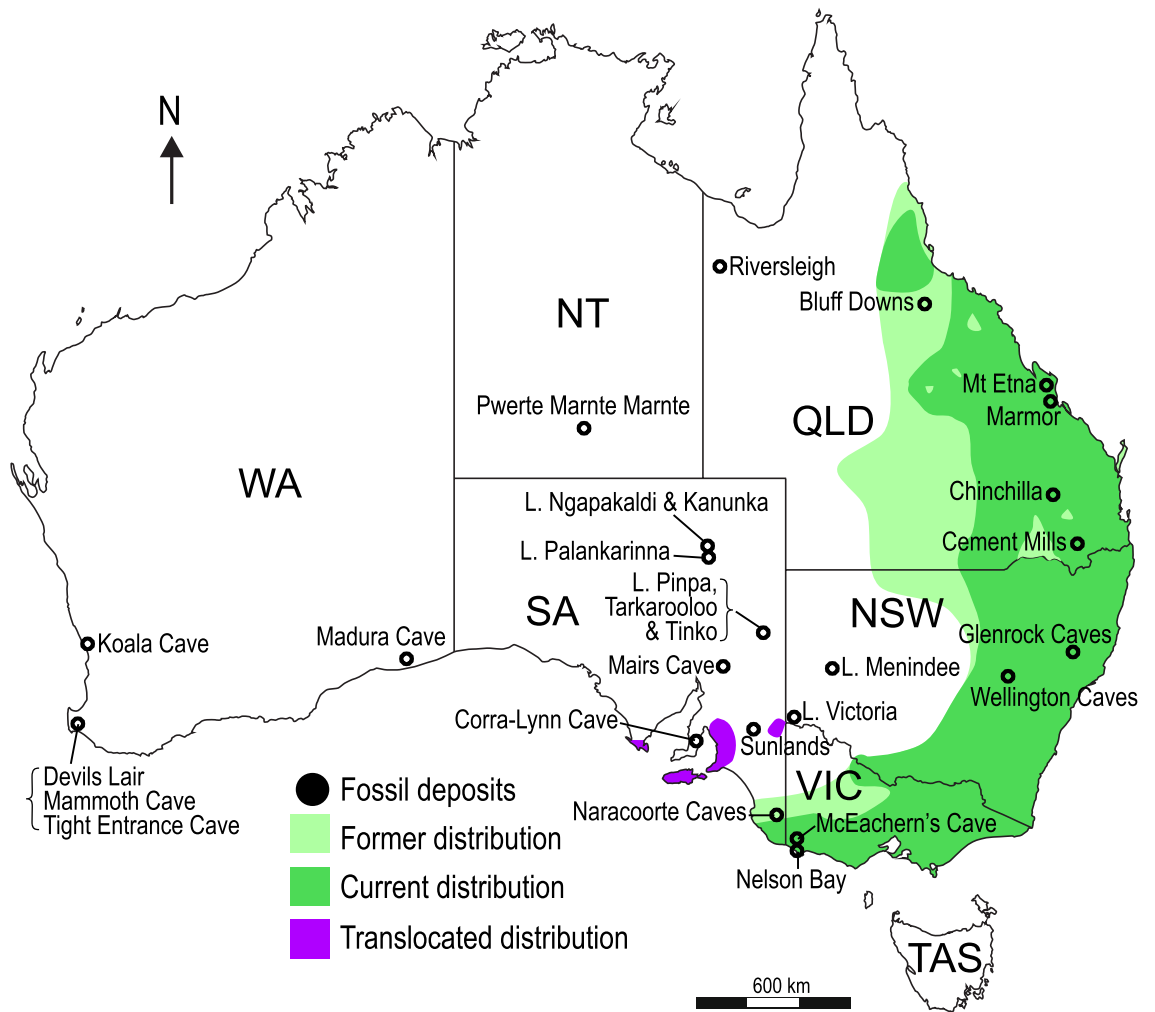 N
Riversleigh
NT
Bluff Downs
Mt Etna
Pwerte Marnte Marnte
Marmor
QLD
WA
Chinchilla
L. Ngapakaldi & Kanunka
Cement Mills
L. Palankarinna
L. Pinpa,
Tarkarooloo
& Tinko
SA
NSW
Glenrock Caves
Koala Cave
Madura Cave
Mairs Cave
L. Menindee
Wellington Caves
Corra-Lynn Cave
L. Victoria
Sunlands
Devils Lair
Mammoth Cave
Tight Entrance Cave
VIC
Fossil deposits
Naracoorte Caves
McEachern's Cave
Former distribution
Nelson Bay
Current distribution
Translocated distribution
TAS
600 km